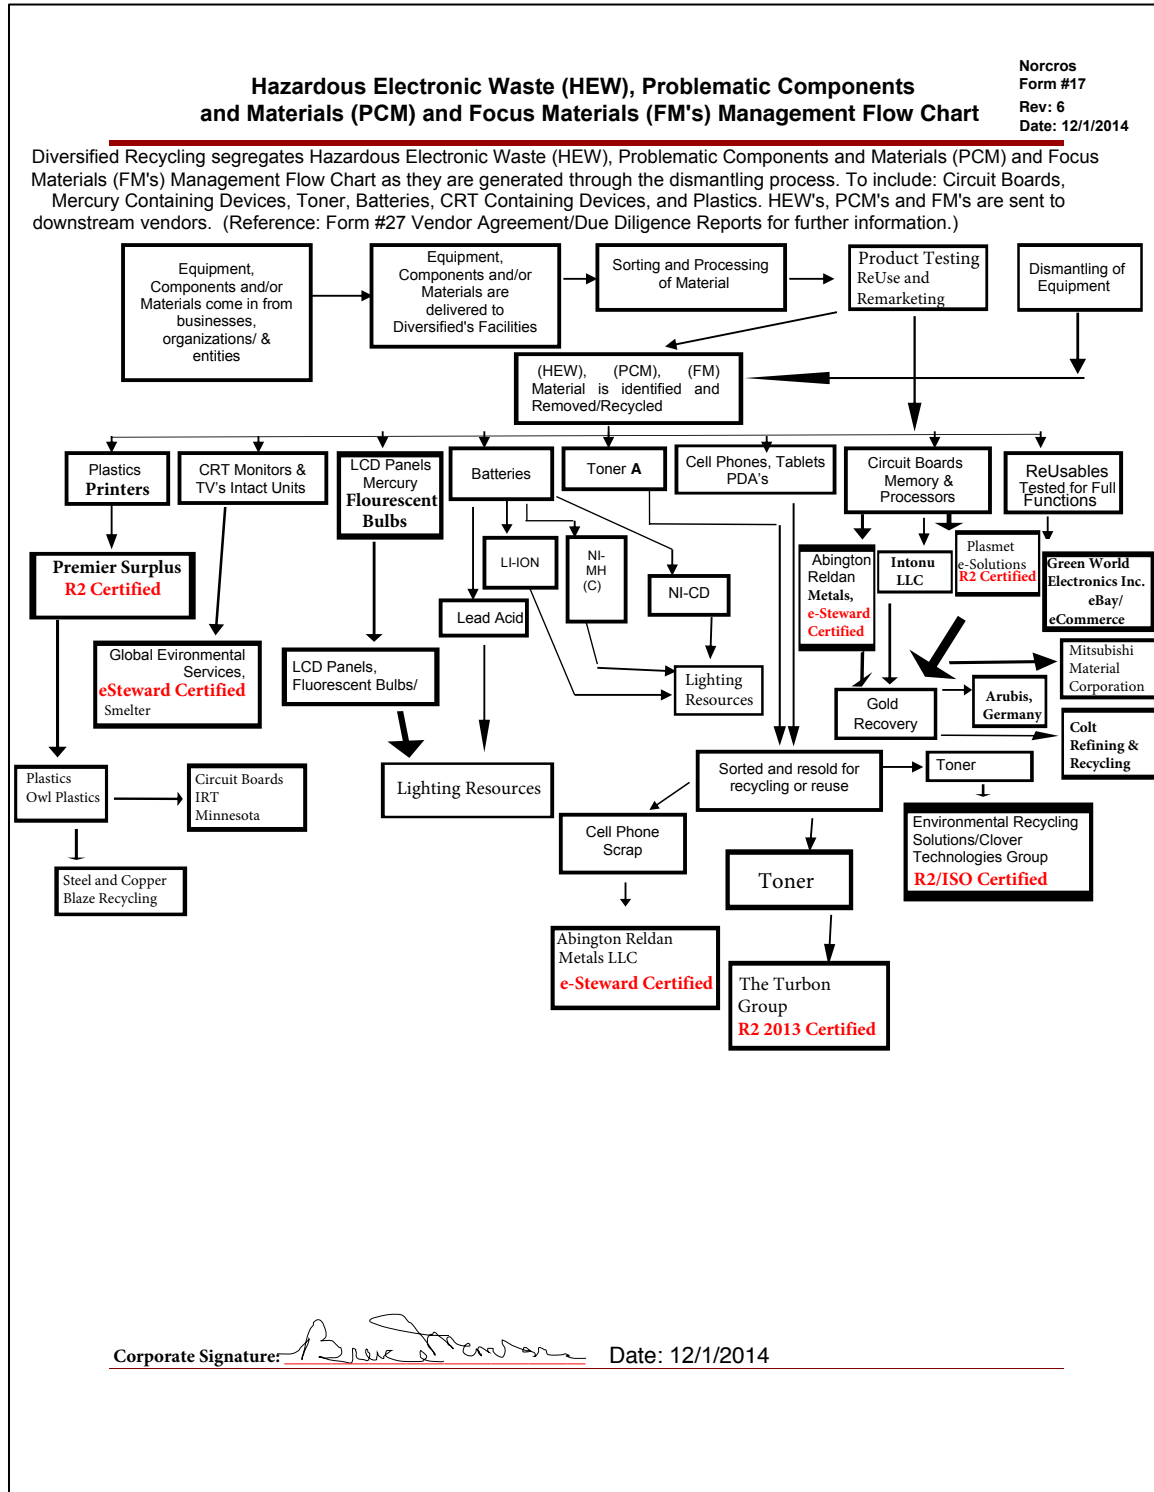 Norcros
Form #17
Rev: 6
Date: 12/1/2014
Hazardous Electronic Waste (HEW), Problematic Components
and Materials (PCM) and Focus Materials (FM's) Management Flow Chart
Diversified Recycling segregates Hazardous Electronic Waste (HEW), Problematic Components and Materials (PCM) and Focus
Materials (FM's) Management Flow Chart as they are generated through the dismantling process. To include: Circuit Boards,
Mercury Containing Devices, Toner, Batteries, CRT Containing Devices, and Plastics. HEW's, PCM's and FM's are sent to
downstream vendors. (Reference: Form #27 Vendor Agreement/Due Diligence Reports for further information.)
Equipment,
Components and/or
Materials come in from
businesses,
organizations/ &
entities
Equipment,
Components and/or
Materials are
delivered to
Diversified's Facilities
Sorting and Processing
of Material
Product Testing
ReUse and
Remarketing
Dismantling of
Equipment
(HEW), (PCM), (FM)
Material is identified and
Removed/Recycled
Plastics
Printers
CRT Monitors &
TV's Intact Units
LCD Panels
Mercury
Flourescent
Bulbs
Batteries
Toner A
Cell Phones, Tablets
PDA's
Circuit Boards
Memory &
Processors
ReUsables
Tested for Full
Functions
Premier Surplus
R2 Certified
LI-ION
NI-
MH
(C)
NI-CD
Lead Acid
Abington
Reldan
Metals,
e-Steward
Certified
Intonu
LLC
Plasmet
e-Solutions
R2 Certified
Green World
Electronics Inc.
eBay/
eCommerce
Global Evironmental
Services,
eSteward Certified
Smelter
LCD Panels,
Fluorescent Bulbs/
Lighting
Resources
Gold
Recovery
Mitsubishi
Material
Corporation
Arubis,
Germany
Colt
Refining &
Recycling
Plastics
Owl Plastics
Circuit Boards
IRT
Minnesota
Lighting Resources
Sorted and resold for
recycling or reuse
Toner
Steel and Copper
Blaze Recycling
Cell Phone
Scrap
Toner
Environmental Recycling
Solutions/Clover
Technologies Group
R2/ISO Certified
Abington Reldan
Metals LLC
e-Steward Certified
The Turbon
Group
R2 2013 Certified
Corporate Signature:
Date: 12/1/2014